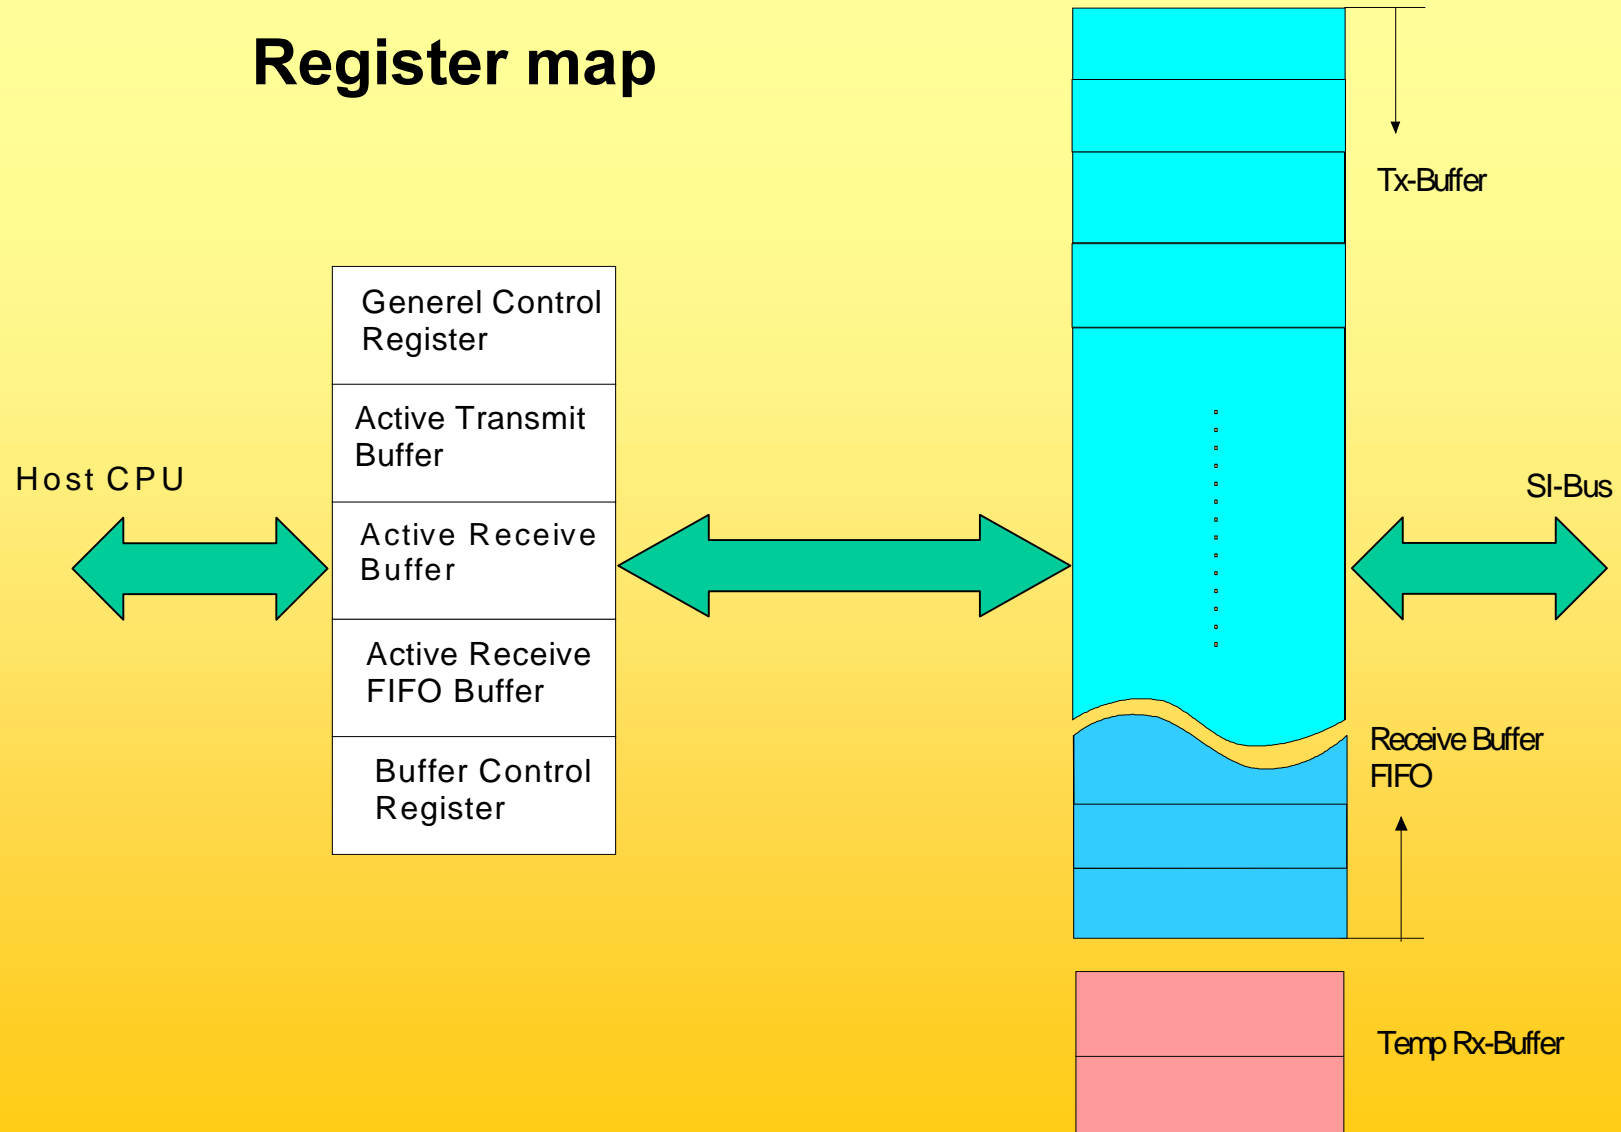 Register map
Tx-Buffer
Generel Control
Register
Active Transmit
Buffer
Host CPU
SI-Bus
Active Receive
Buffer
Active Receive
FIFO Buffer
Receive Buffer
FIFO
Buffer Control
Register
Temp Rx-Buffer